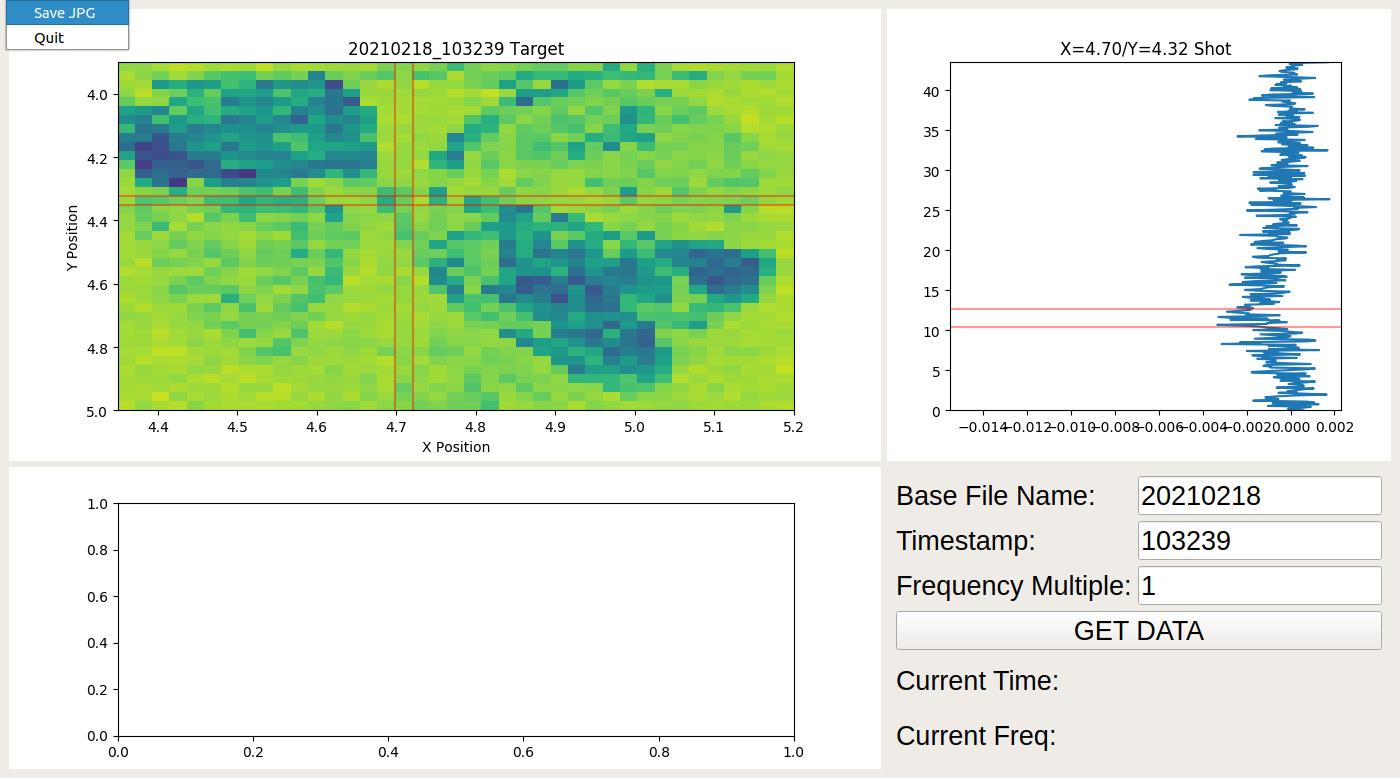 Save JPG
Quit
20210218_103239 Target
4.0
4.2
4.4
4.6
4.8
5.0
Y Position
4.4 4.5 4.6 4.7 4.8 4.9 5.0 5.1 5.2
X Position
X=4.70/Y=4.32 Shot
40
35
30
25
20
15
10
5
0
−0.014 −0.012 −0.010 −0.008 −0.006 −0.004 −0.002 0.000 0.002
1.0
0.8
0.6
0.4
0.2
0.0
0.0 0.2 0.4 0.6 0.8 1.0
Base File Name: 20210218
Timestamp: 103239
Frequency Multiple: 1
GET DATA
Current Time:
Current Freq: